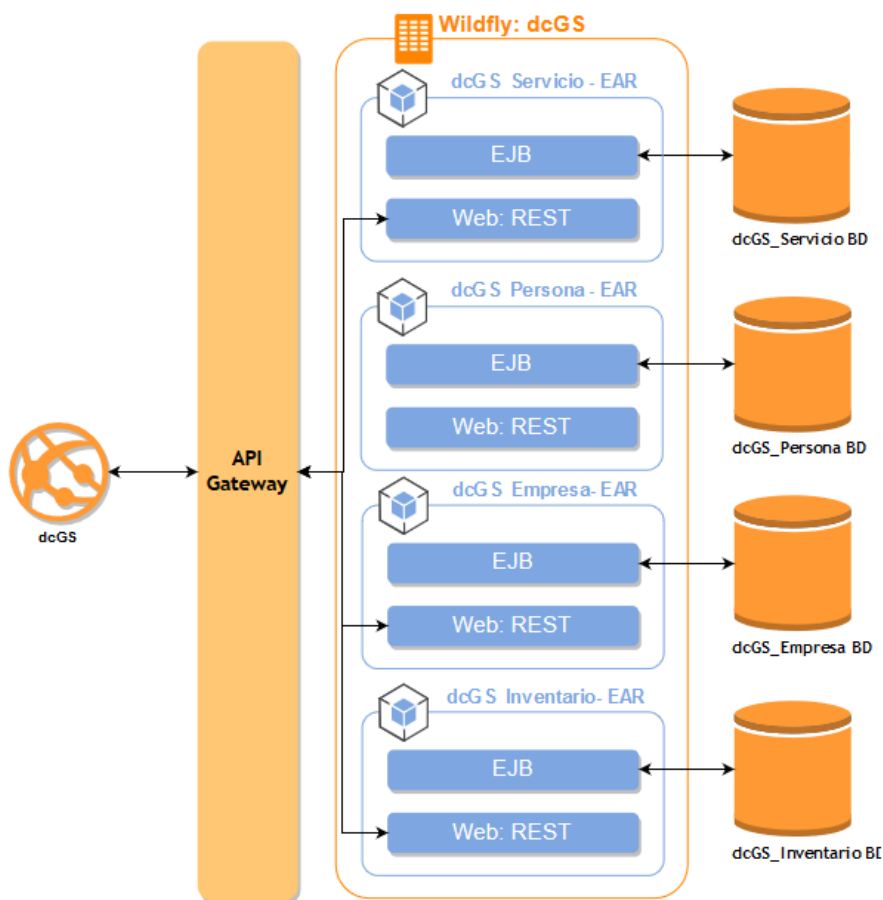 Wildfly: dcGS
dcGS Servicio - EAR
EJB
Web: REST
dcGS_Servicio BD
dcGS Persona - EAR
EJB
Web: REST
dcGS_Persona BD
API
Gateway
dcGS
dcGS Empresa- EAR
EJB
Web: REST
dcGS_Empresa BD
dcGS Inventario- EAR
EJB
Web: REST
dcGS_Inventario BD